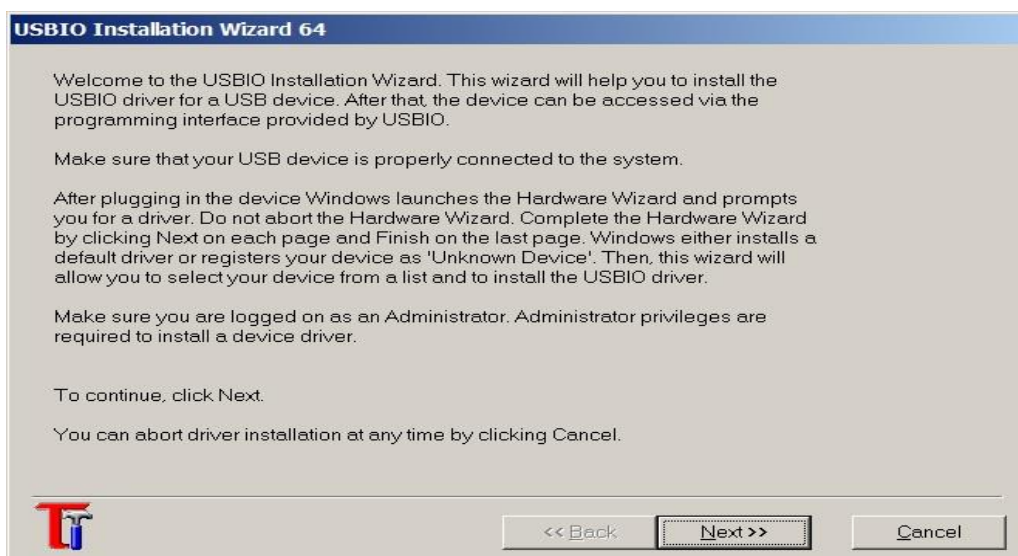 USBIO Installation Wizard 64
Welcome to the USBIO Installation Wizard. This wizard will help you to install the
USBIO driver for a USB device. After that, the device can be accessed via the
programming interface provided by USBIO.
Make sure that your USB device is properly connected to the system.
After plugging in the device Windows launches the Hardware Wizard and prompts
you for a driver. Do not abort the Hardware Wizard. Complete the Hardware Wizard
by clicking Next on each page and Finish on the last page. Windows either installs a
default driver or registers your device as 'Unknown Device'. Then, this wizard will
allow you to select your device from a list and to install the USBIO driver.
Make sure you are logged on as an Administrator. Administrator privileges are
required to install a device driver.
To continue, click Next.
You can abort driver installation at any time by clicking Cancel.
<< Back Next >> Cancel